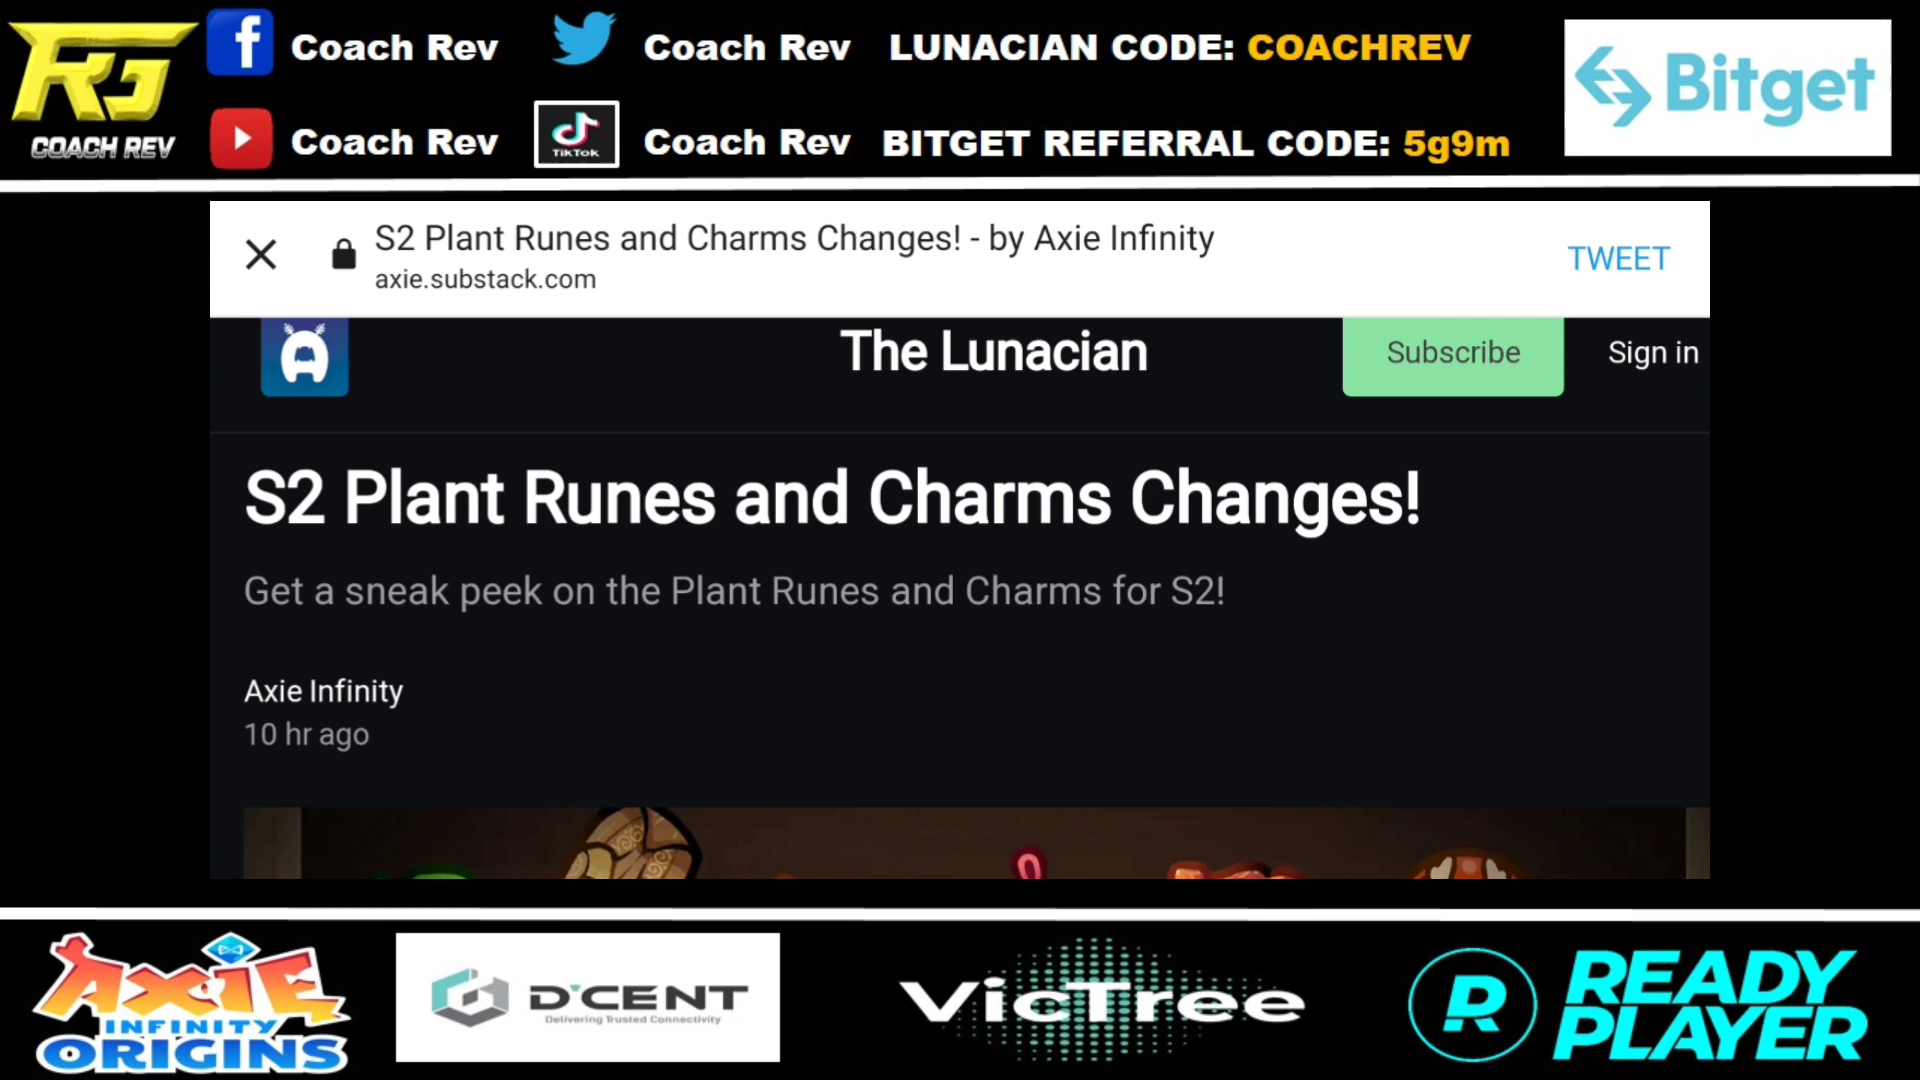 RG
COACH REV
f Coach Rev
Coach Rev
LUNACIAN CODE: COACHREV
Coach Rev
TikTok
Coach Rev
BITGET REFERRAL CODE: 5g9m
Bitget
S2 Plant Runes and Charms Changes! - by Axie Infinity
axie.substack.com
TWEET
The Lunacian
Subscribe
Sign in
S2 Plant Runes and Charms Changes!
Get a sneak peek on the Plant Runes and Charms for S2!
Axie Infinity
10 hr ago
AXIE
INFINITY
ORIGINS
D'CENT
Delivering Trusted Connectivity
VicTree
R
READY
PLAYER